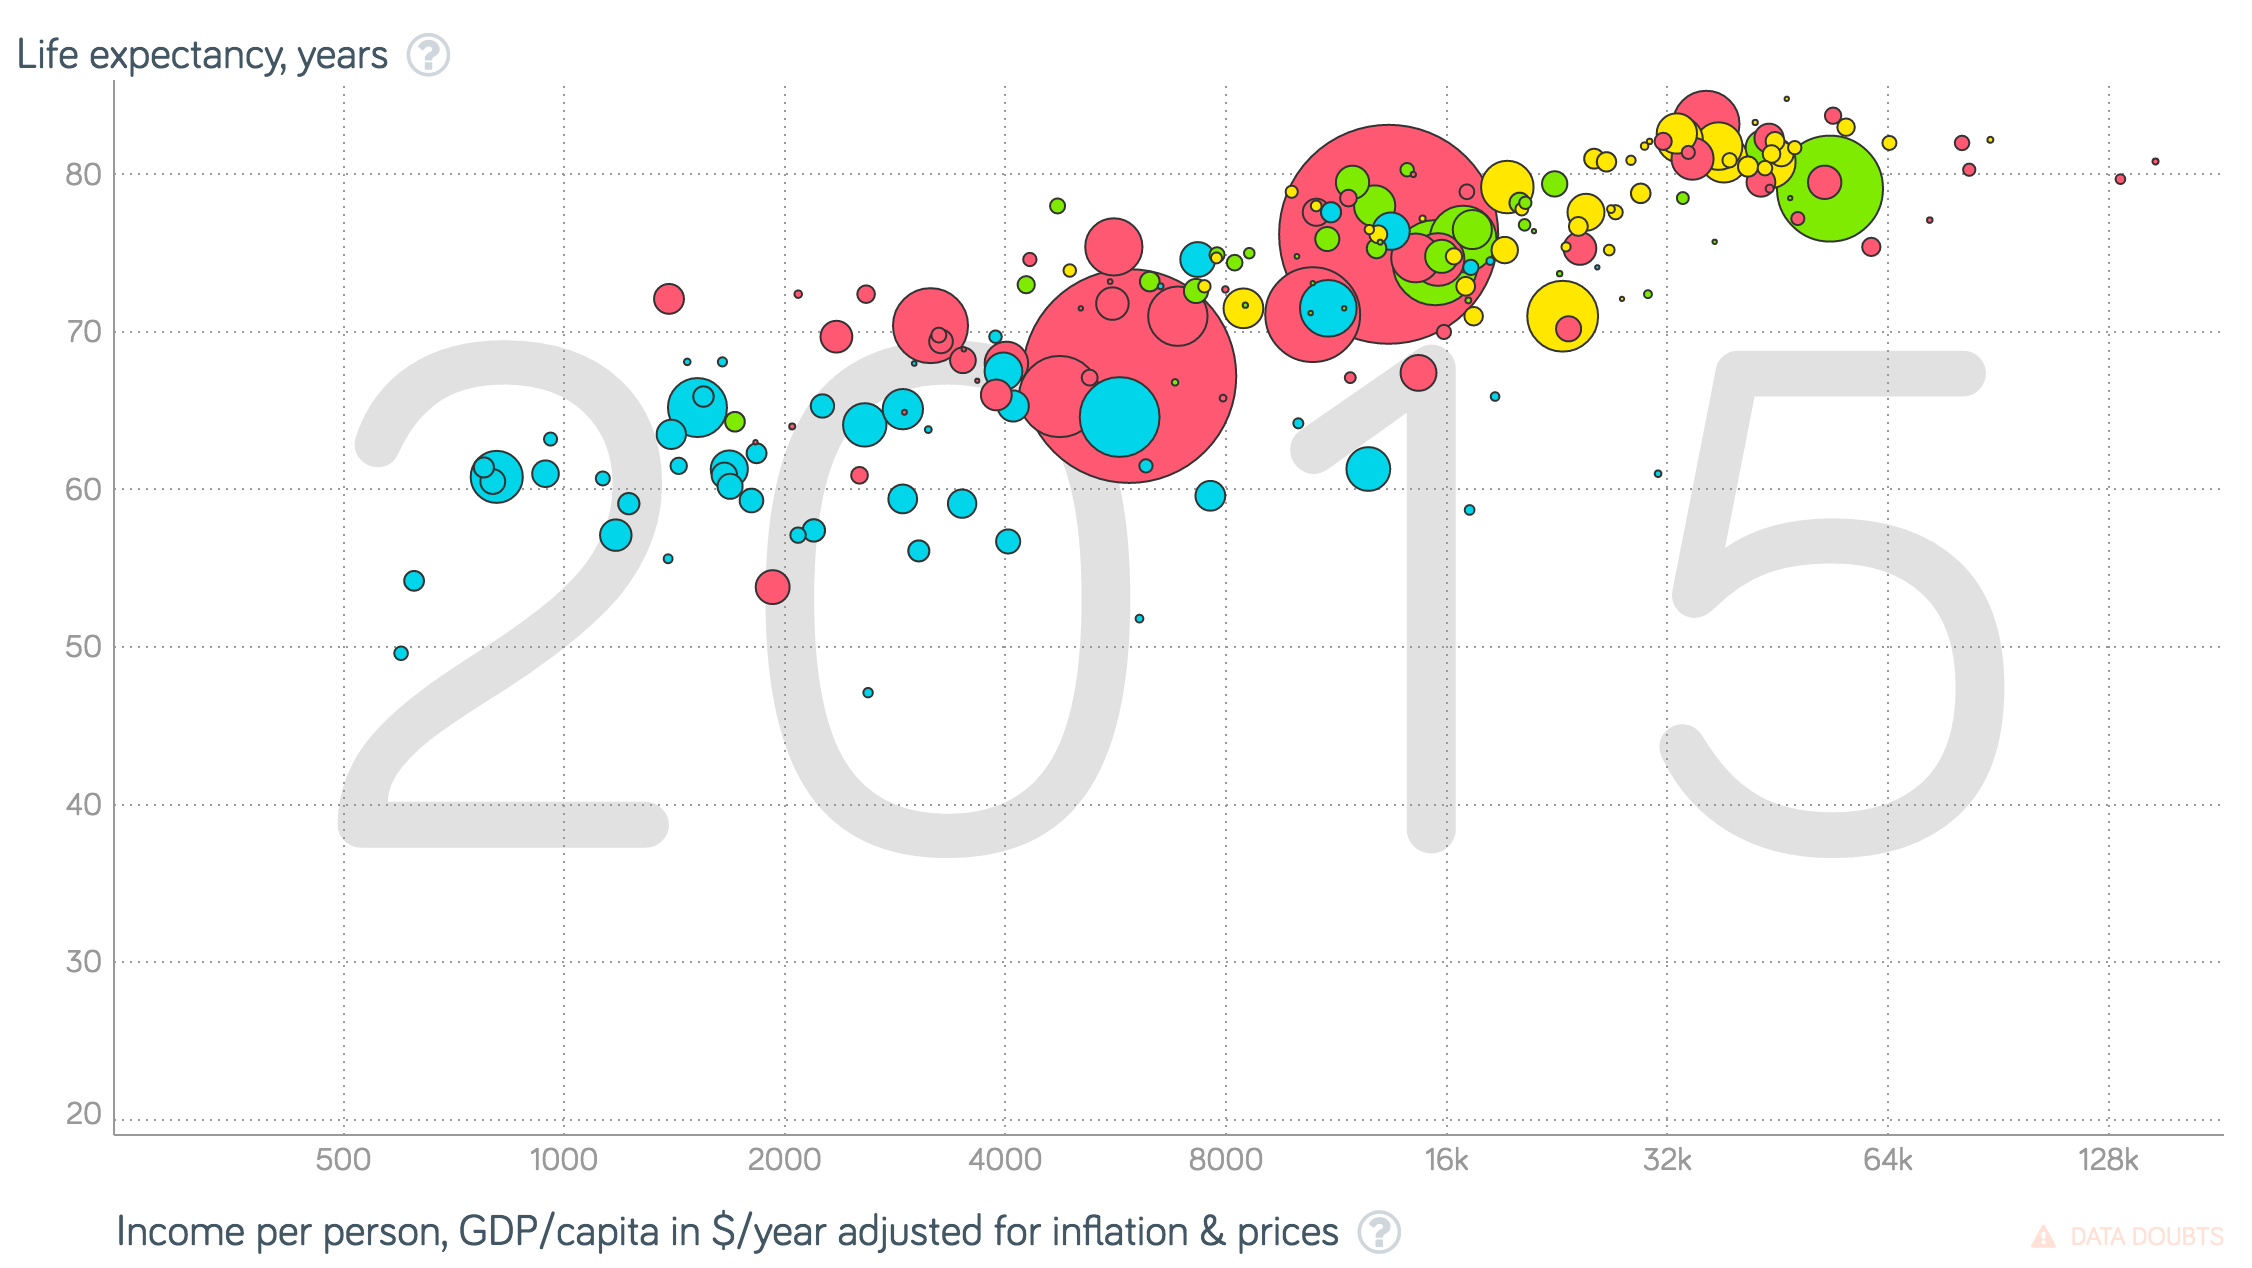 Life expectancy, years ?
80
70
60
50
40
30
20
2015
500 1000 2000 4000 8000 16k 32k 64k 128k
Income per person, GDP/capita in $/year adjusted for inflation & prices ?
DATA DOUBTS